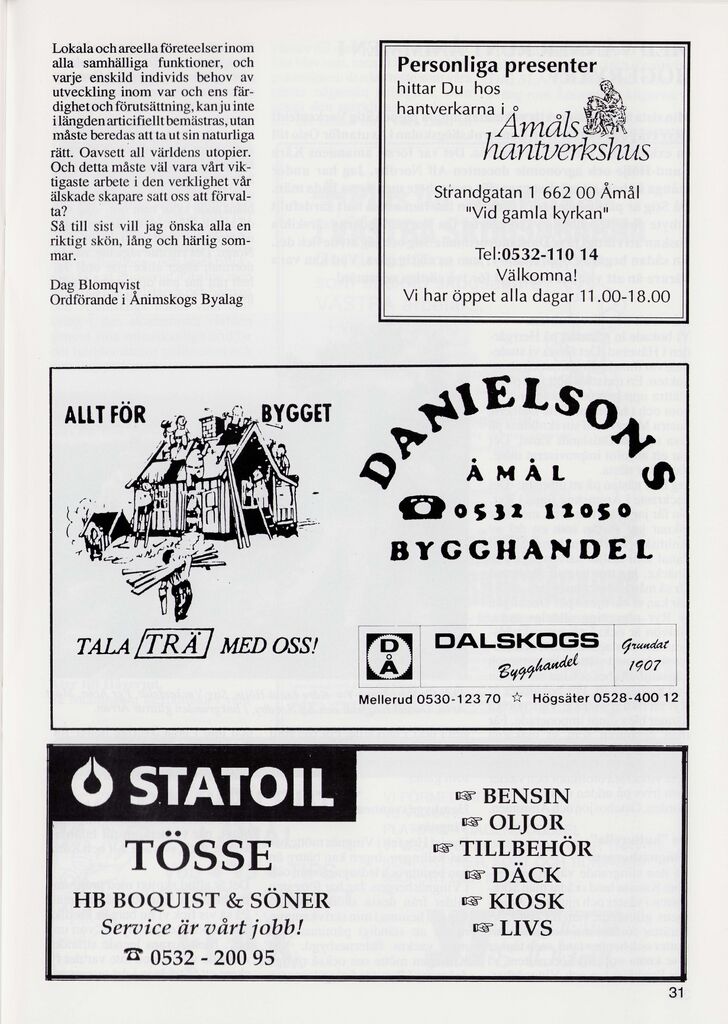 Lokala och areella företeelser inom
alla samhälliga funktioner, och
varje enskild individs behov av
utveckling inom var och ens fär-
dighet och förutsättning, kan ju inte
i längden articifiellt bemästras, utan
måste beredas att ta ut sin naturliga
rätt. Oavsett all världens utopier.
Och detta måste väl vara vårt vik-
tigaste arbete i den verklighet vår
älskade skapare satt oss att förval-
ta?
Så till sist vill jag önska alla en
riktigt skön, lång och härlig som-
mar.
Dag Blomqvist
Ordförande i Ånimskogs Byalag
Personliga presenter
hittar Du hos
hantverkarna i
Åmåls
hantverkshus
Strandgatan 1 662 00 Åmål
"Vid gamla kyrkan"
Tel:0532-110 14
Välkomna!
Vi har öppet alla dagar 11.00-18.00
ALLT FÖR BYGGET
TALA TRÄ MED OSS!
DANIELSONS
ÅMÅL
☎ 0532 11050
BYGGHANDEL
DÅ
DALSKOGS
Bygghandel
Grundat
1907
Mellerud 0530-123 70 ☆ Högsäter 0528-400 12
STATOIL
TÖSSE
HB BOQUIST & SÖNER
Service är vårt jobb!
☎ 0532 - 200 95
☞ BENSIN
☞ OLJOR
☞ TILLBEHÖR
☞ DÄCK
☞ KIOSK
☞ LIVS
31